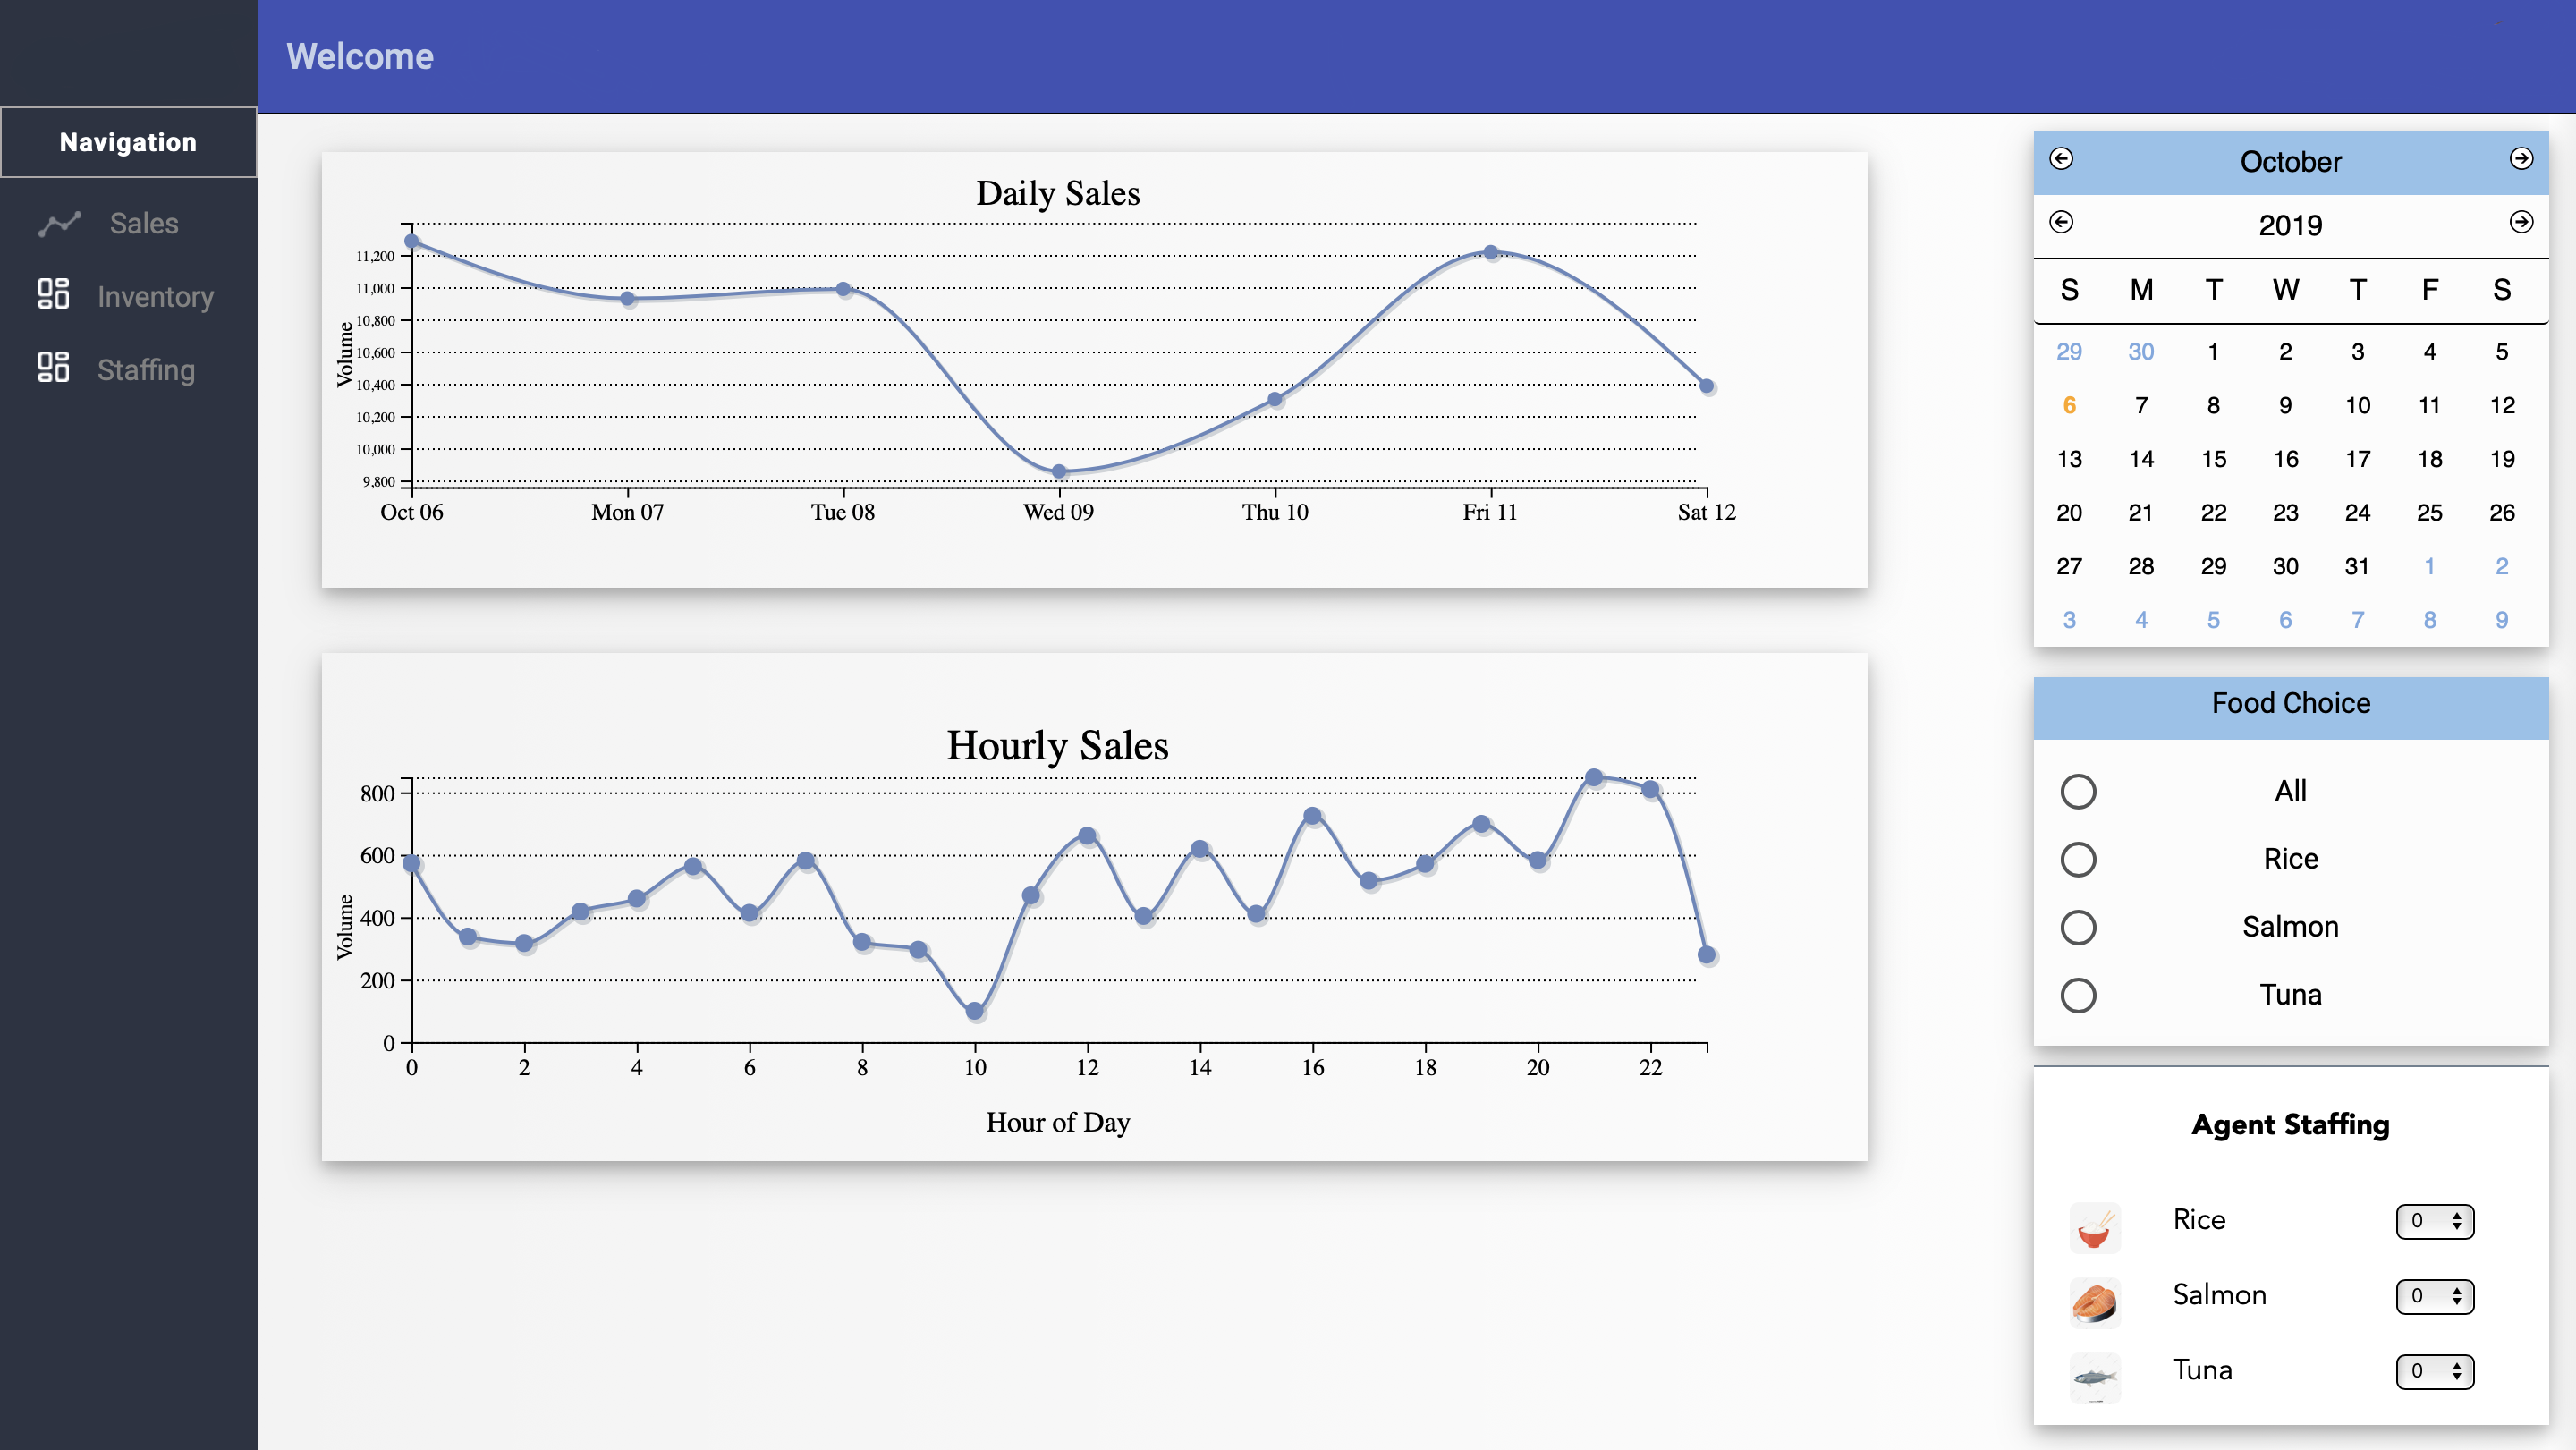 Welcome
Navigation
Sales
Inventory
Staffing
Daily Sales
Volume
11,200
11,000
10,800
10,600
10,400
10,200
10,000
9,800
Oct 06 Mon 07 Tue 08 Wed 09 Thu 10 Fri 11 Sat 12
Hourly Sales
Volume
800
600
400
200
0
0 2 4 6 8 10 12 14 16 18 20 22
Hour of Day
October
2019
S M T W T F S
29 30 1 2 3 4 5
6 7 8 9 10 11 12
13 14 15 16 17 18 19
20 21 22 23 24 25 26
27 28 29 30 31 1 2
3 4 5 6 7 8 9
Food Choice
All
Rice
Salmon
Tuna
Agent Staffing
Rice 0
Salmon 0
Tuna 0